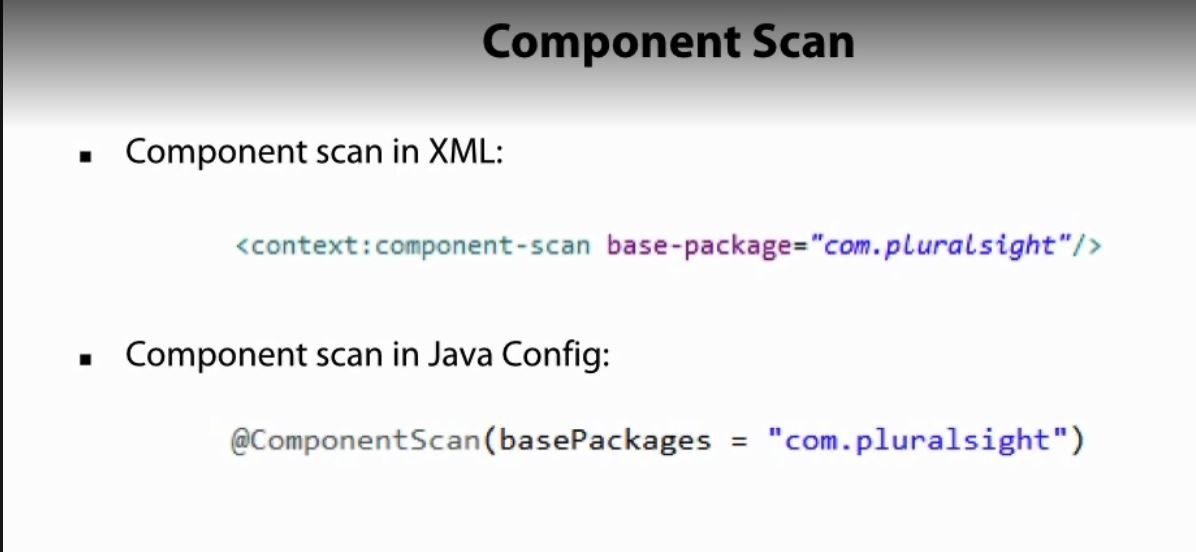 Component Scan
▪ Component scan in XML:
<context:component-scan base-package="com.pluralsight"/>
▪ Component scan in Java Config:
@ComponentScan(basePackages = "com.pluralsight")